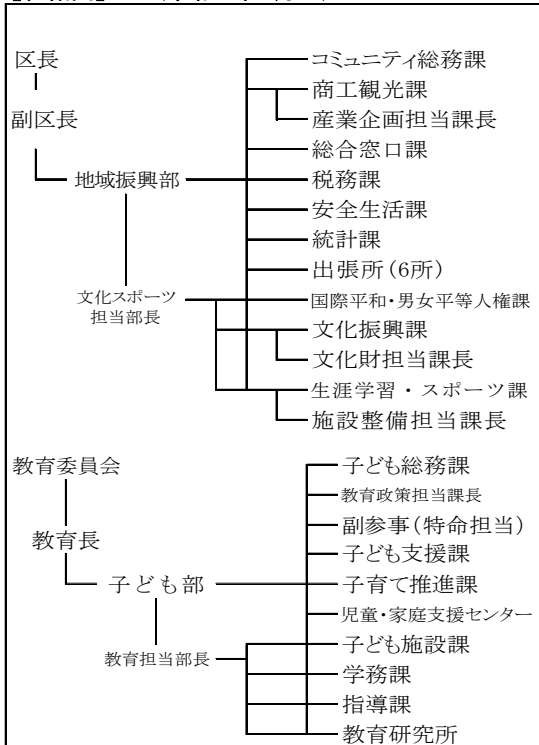 区長
副区長
地域振興部
文化スポーツ
担当部長
コミュニティ総務課
商工観光課
産業企画担当課長
総合窓口課
税務課
安全生活課
統計課
出張所(6所)
国際平和・男女平等人権課
文化振興課
文化財担当課長
生涯学習・スポーツ課
施設整備担当課長
教育委員会
教育長
子ども部
教育担当部長
子ども総務課
教育政策担当課長
副参事(特命担当)
子ども支援課
子育て推進課
児童・家庭支援センター
子ども施設課
学務課
指導課
教育研究所